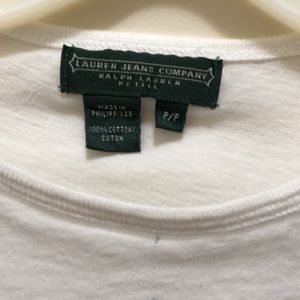 LAUREN JEANS COMPANY
RALPH LAUREN
PETITE
MADE IN
PHILIPPINES
100% COTTON/
COTON
P/P